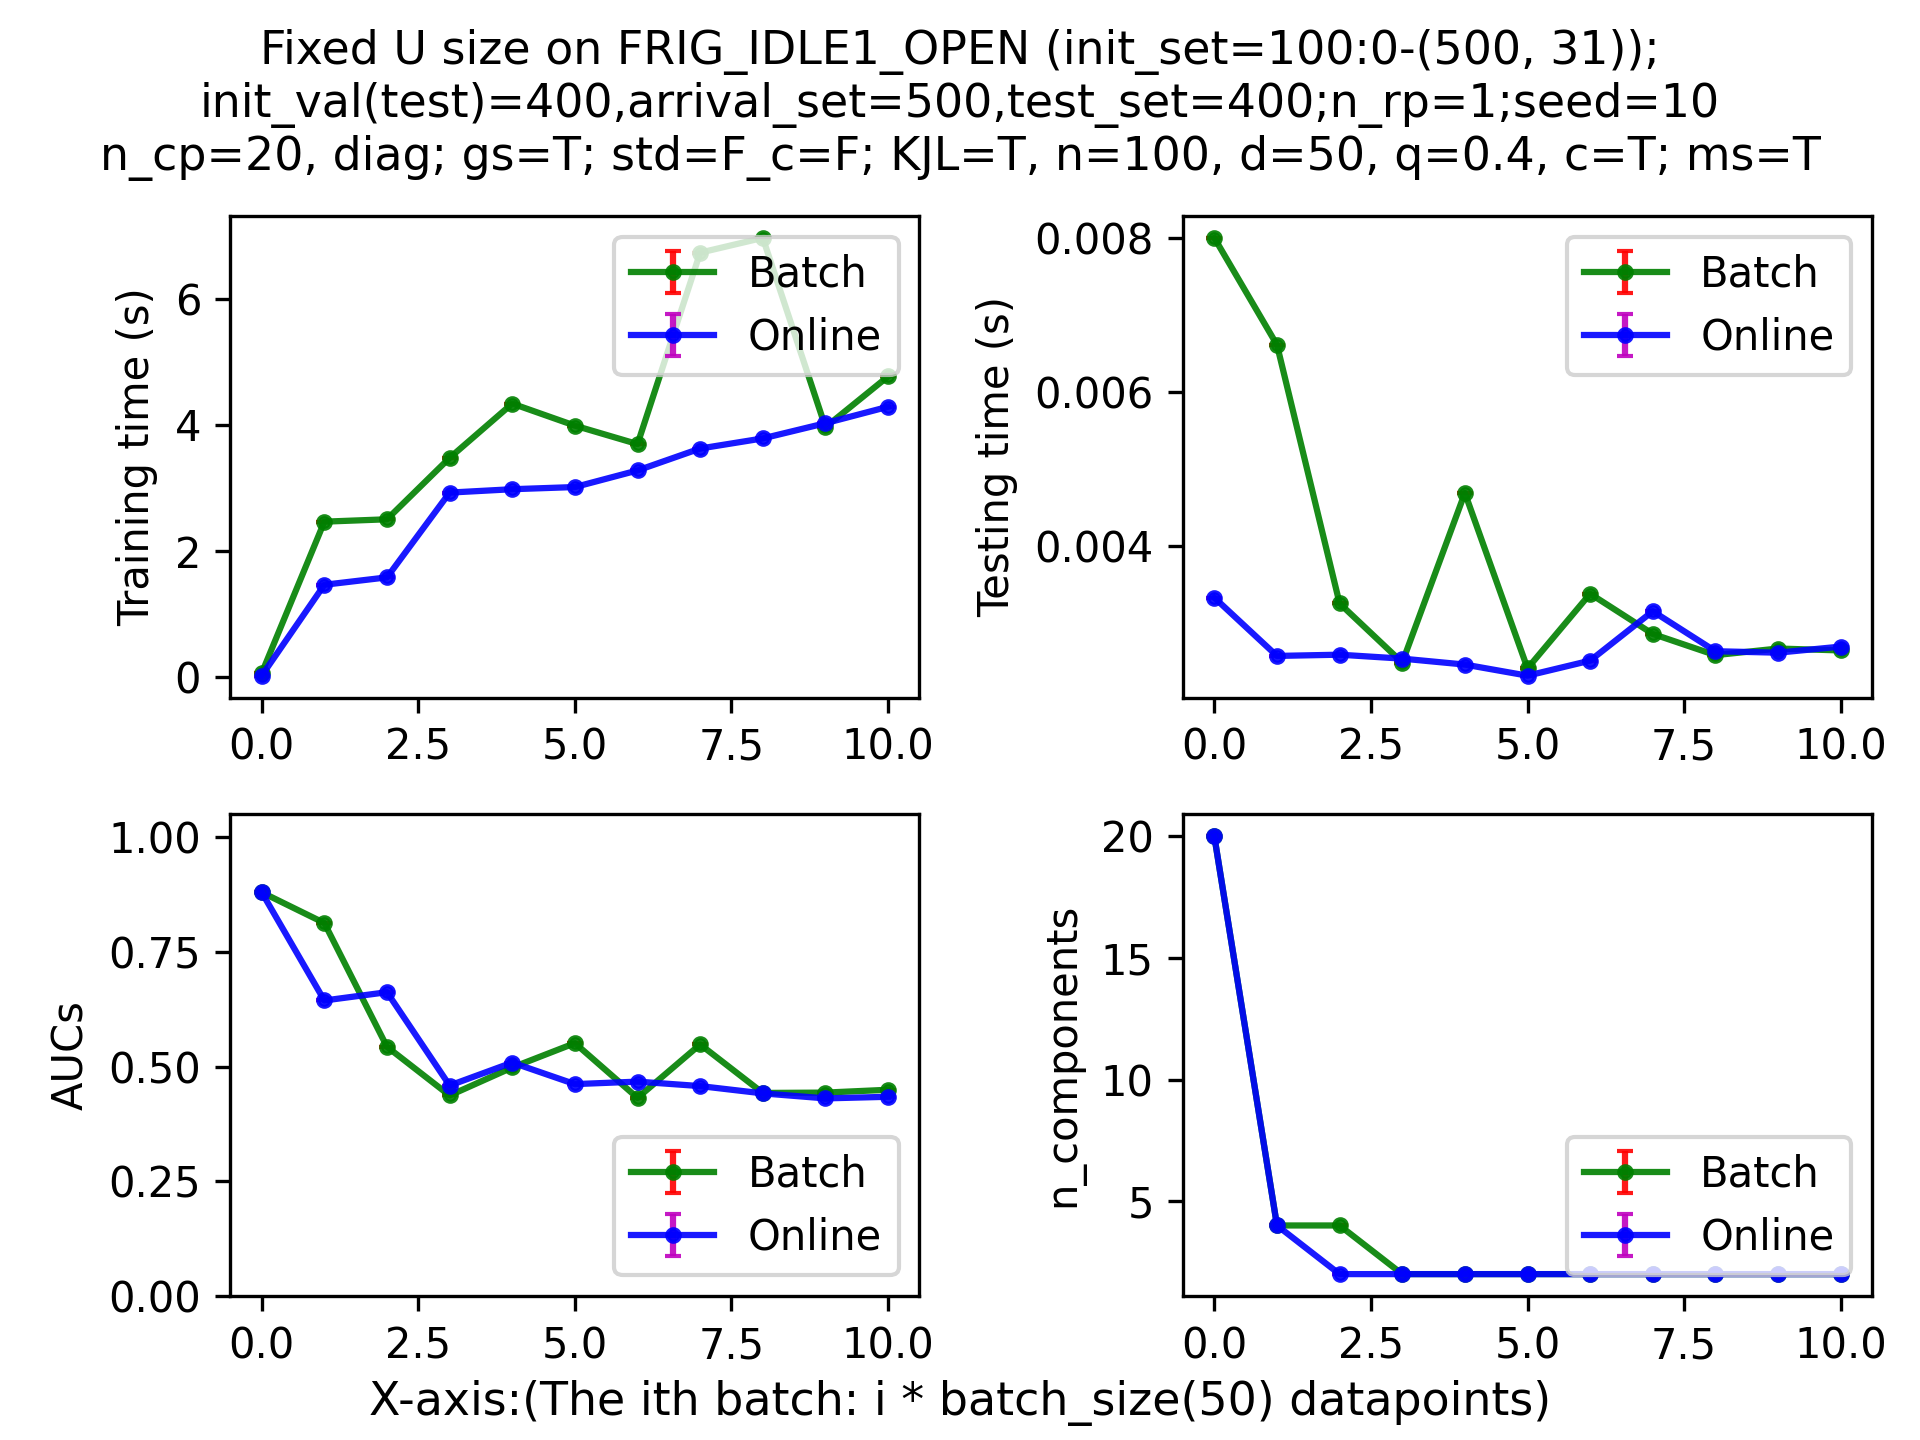 Fixed U size on FRIG_IDLE1_OPEN (init_set=100:0-(500, 31));
init_val(test)=400,arrival_set=500,test_set=400;n_rp=1;seed=10
n_cp=20, diag; gs=T; std=F_c=F; KJL=T, n=100, d=50, q=0.4, c=T; ms=T
Training time (s)
6
4
2
0
0.0 2.5 5.0 7.5 10.0
Batch
Online
Testing time (s)
0.008
0.006
0.004
0.0 2.5 5.0 7.5 10.0
Batch
Online
AUCs
1.00
0.75
0.50
0.25
0.00
0.0 2.5 5.0 7.5 10.0
Batch
Online
n_components
20
15
10
5
0.0 2.5 5.0 7.5 10.0
Batch
Online
X-axis:(The ith batch: i * batch_size(50) datapoints)